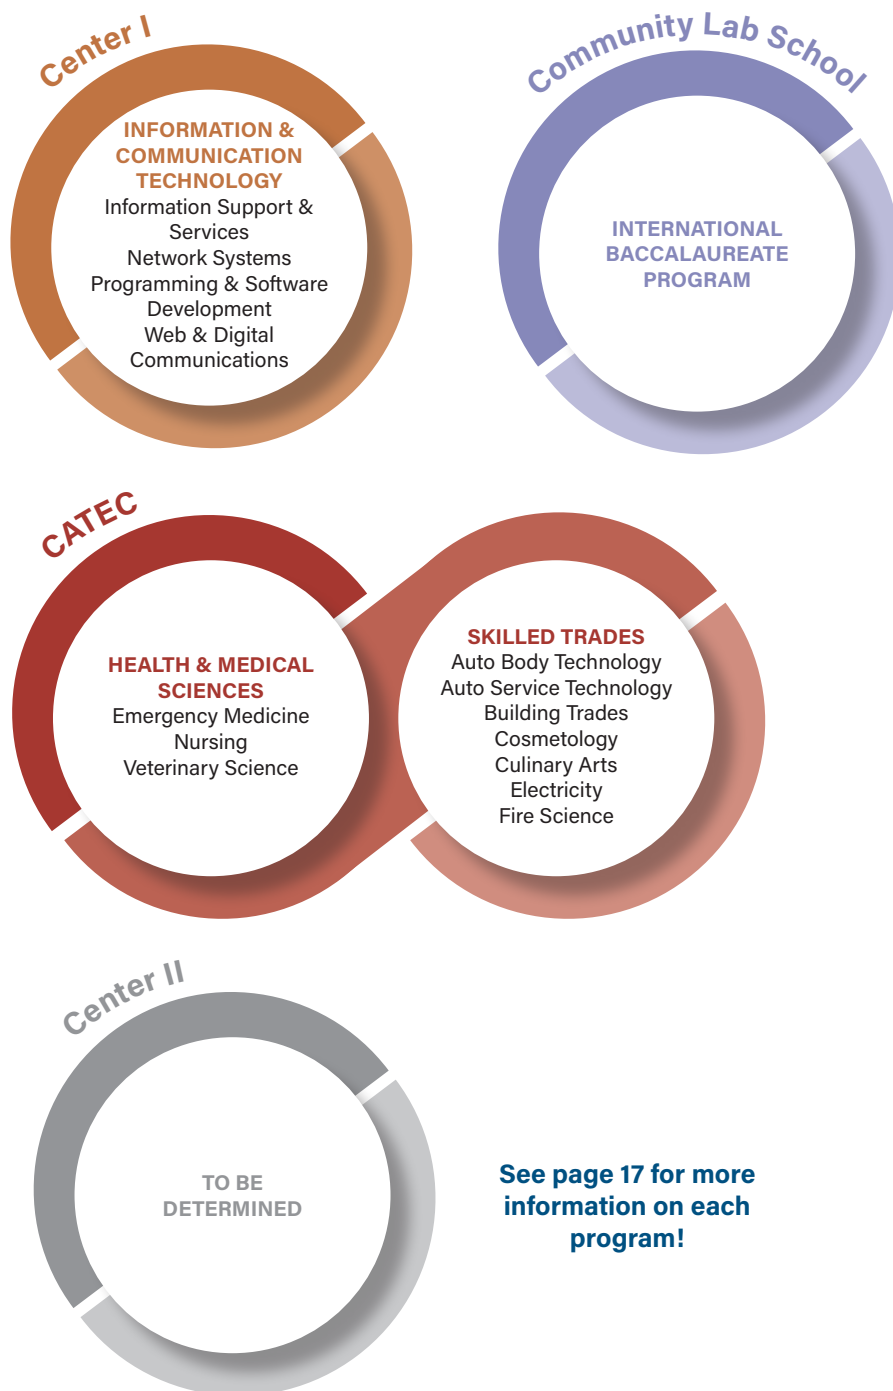 Center I
INFORMATION &
COMMUNICATION
TECHNOLOGY
Information Support &
Services
Network Systems
Programming & Software
Development
Web & Digital
Communications
Community Lab School
INTERNATIONAL
BACCALAUREATE
PROGRAM
CATEC
HEALTH & MEDICAL
SCIENCES
Emergency Medicine
Nursing
Veterinary Science
SKILLED TRADES
Auto Body Technology
Auto Service Technology
Building Trades
Cosmetology
Culinary Arts
Electricity
Fire Science
Center II
TO BE
DETERMINED
See page 17 for more
information on each
program!